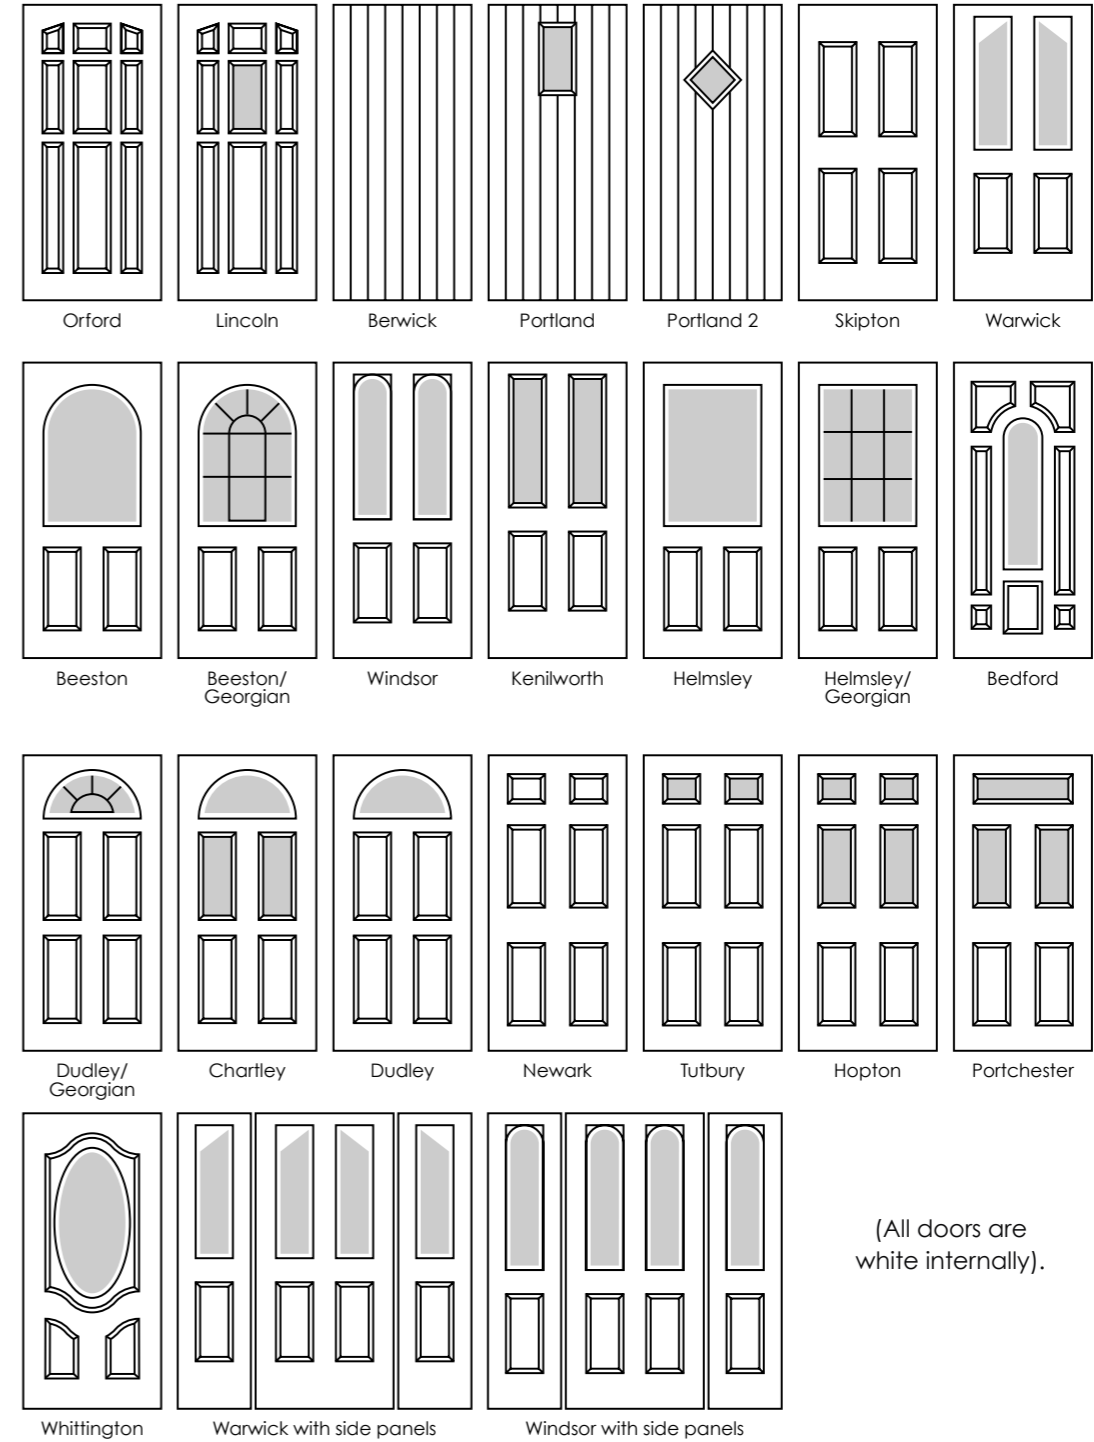 Orford
Lincoln
Berwick
Portland
Portland 2
Skipton
Warwick
Beeston
Beeston/
Georgian
Windsor
Kenilworth
Helmsley
Helmsley/
Georgian
Bedford
Dudley/
Georgian
Chartley
Dudley
Newark
Tutbury
Hopton
Portchester
(All doors are
white internally).
Whittington
Warwick with side panels
Windsor with side panels